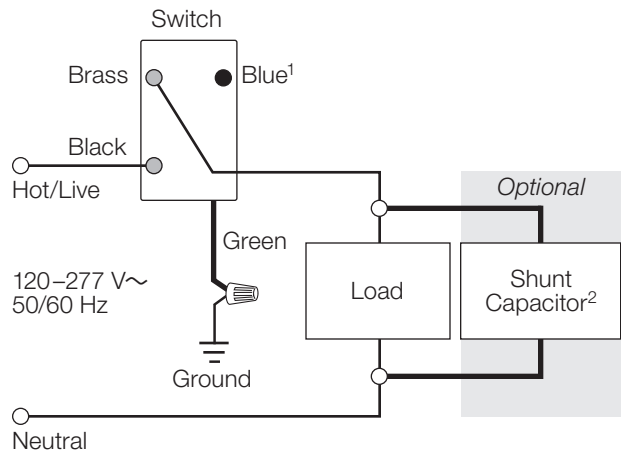 Switch
Brass
Blue¹
Black
Hot/Live
Optional
Green
120–277 V~
50/60 Hz
Load
Shunt
Capacitor²
Ground
Neutral